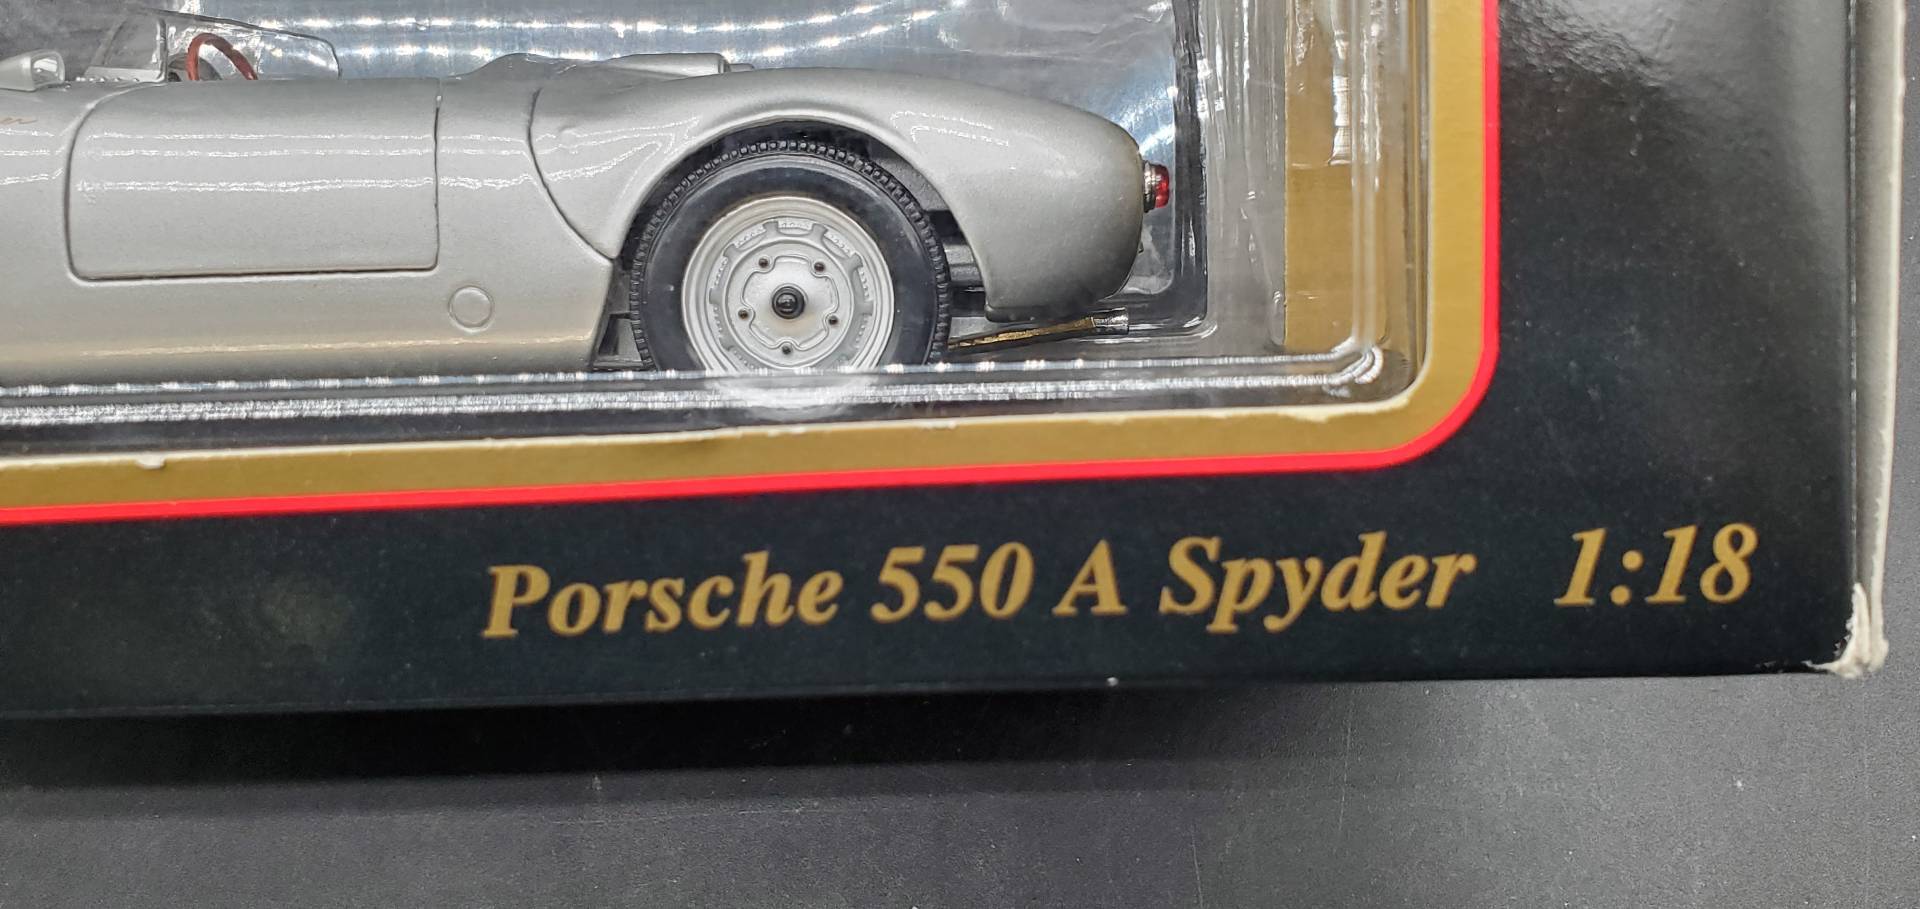 Porsche 550 A Spyder 1:18